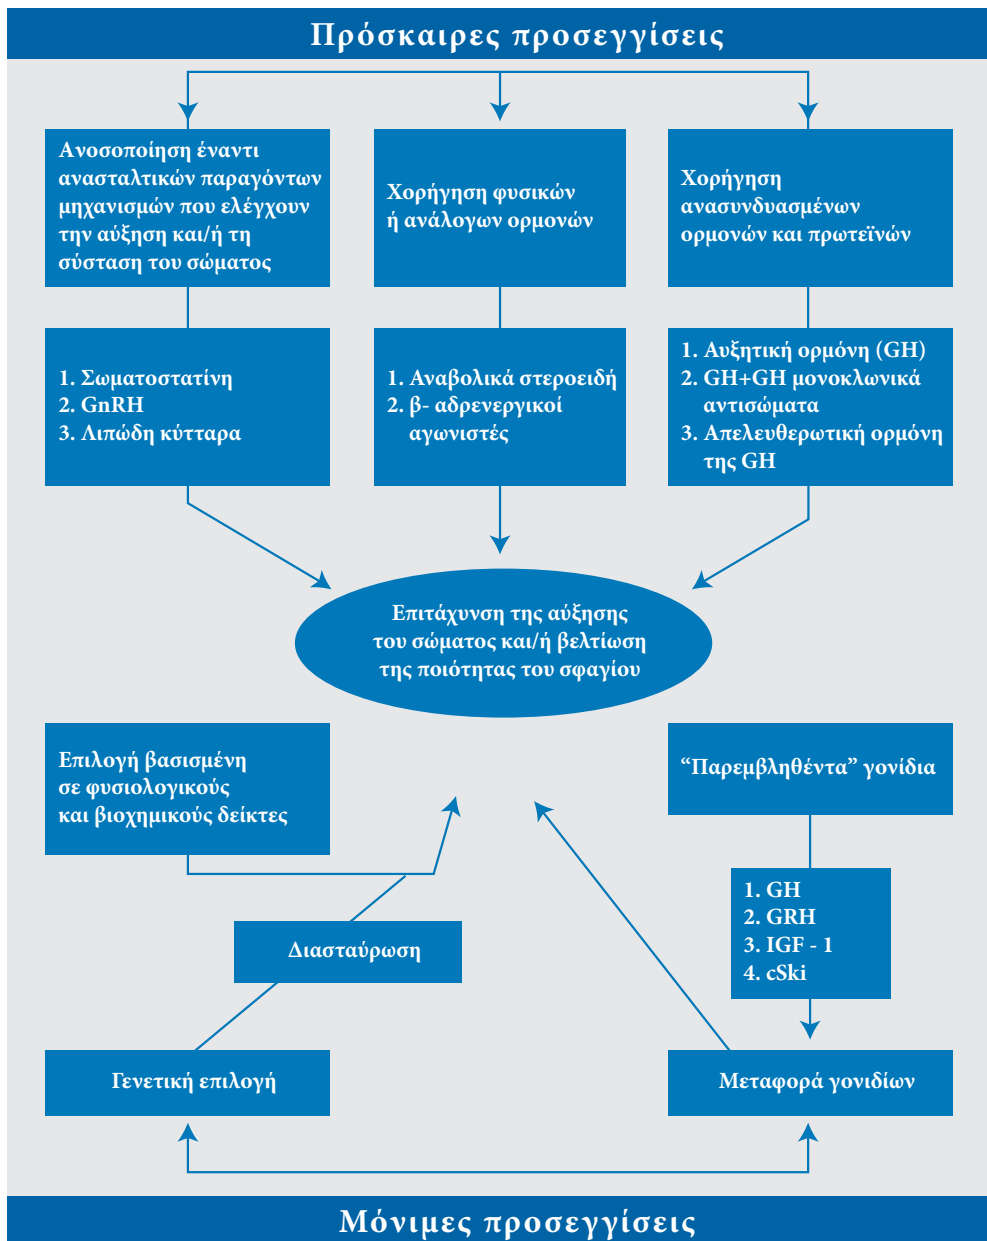 Πρόσκαιρες προσεγγίσεις
Ανοσοποίηση έναντι
ανασταλτικών παραγόντων
μηχανισμών που ελέγχουν
την αύξηση και/ή τη
σύσταση του σώματος
Χορήγηση φυσικών
ή ανάλογων ορμονών
Χορήγηση
ανασυνδυασμένων
ορμονών και πρωτεϊνών
1. Σωματοστατίνη
2. GnRH
3. Λιπώδη κύτταρα
1. Αναβολικά στεροειδή
2. β- αδρενεργικοί
αγωνιστές
1. Αυξητική ορμόνη (GH)
2. GH+GH μονοκλωνικά
αντισώματα
3. Απελευθερωτική ορμόνη
της GH
Επιτάχυνση της αύξησης
του σώματος και/ή βελτίωση
της ποιότητας του σφαγίου
Επιλογή βασισμένη
σε φυσιολογικούς
και βιοχημικούς δείκτες
“Παρεμβληθέντα” γονίδια
1. GH
2. GRH
3. IGF - 1
4. cSki
Διασταύρωση
Γενετική επιλογή
Μεταφορά γονιδίων
Μόνιμες προσεγγίσεις